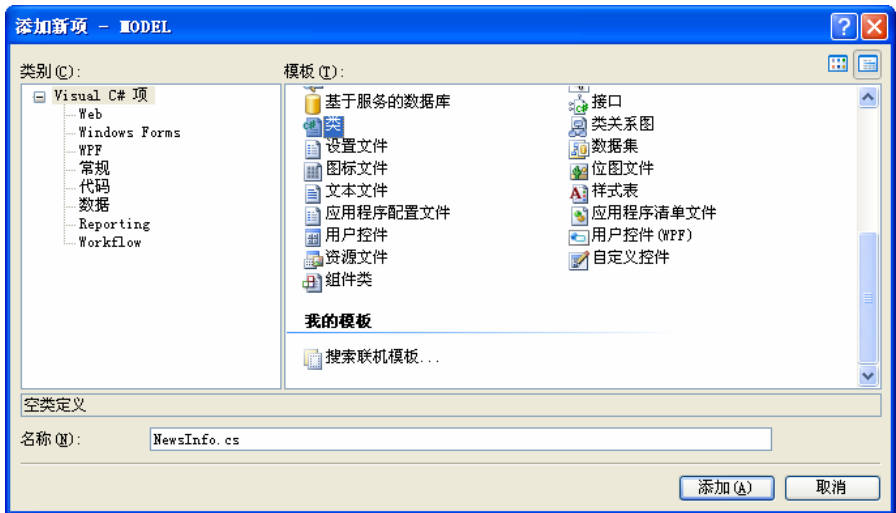 添加新项 - MODEL
类别(C):
模板(T):
Visual C# 项
Web
Windows Forms
WPF
常规
代码
数据
Reporting
Workflow
基于服务的数据库
接口
类
类关系图
设置文件
数据集
图标文件
位图文件
文本文件
样式表
应用程序配置文件
应用程序清单文件
用户控件
用户控件(WPF)
资源文件
自定义控件
组件类
我的模板
搜索联机模板...
空类定义
名称(N):
NewsInfo.cs
添加(A)
取消